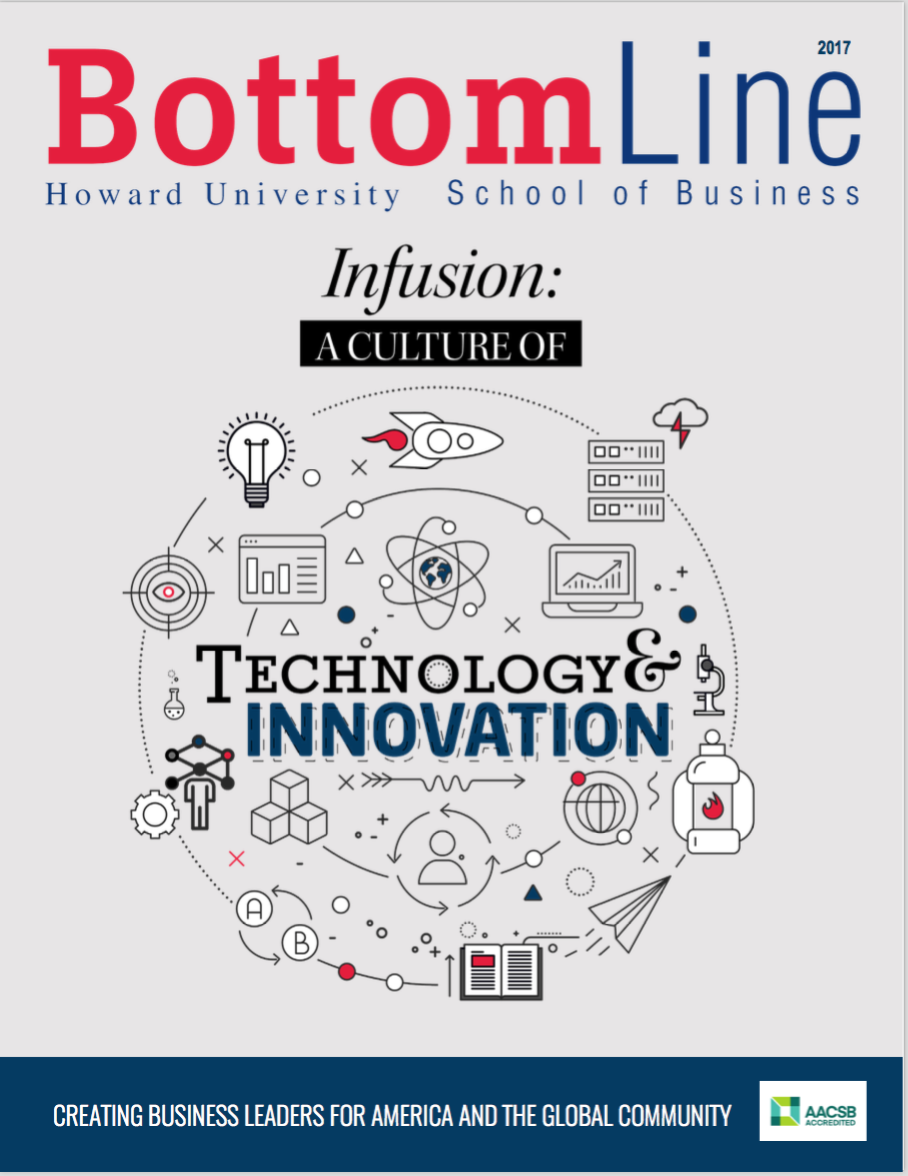 2017
BottomLine
Howard University School of Business
Infusion:
A CULTURE OF
TECHNOLOGY&
INNOVATION
A
B
CREATING BUSINESS LEADERS FOR AMERICA AND THE GLOBAL COMMUNITY
AACSB
ACCREDITED